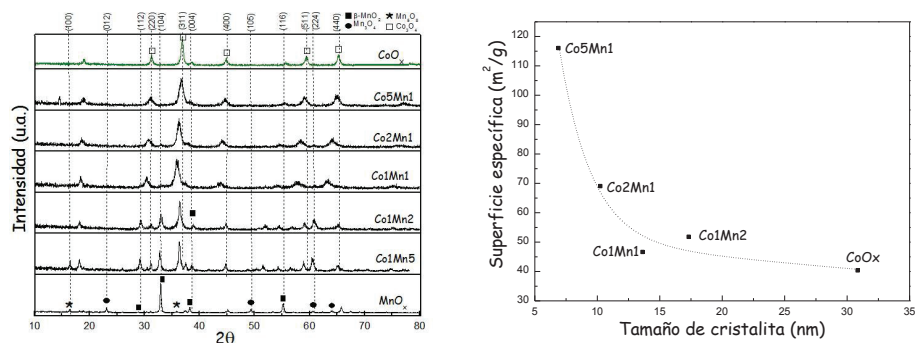 (100)
(012)
(112)
(220)
(104)
(311)
(004)
(400)
(105)
(116)
(511)
(224)
(440)
■ β-MnO₂ ★ Mn₅O₈
● Mn₂O₃ □ Co₃O₄
CoOₓ
Co5Mn1
Co2Mn1
Co1Mn1
Co1Mn2
Co1Mn5
MnOₓ
Intensidad (u.a.)
10 20 30 40 50 60 70 80
2θ
Superficie específica (m²/g)
120
110
100
90
80
70
60
50
40
30
5 10 15 20 25 30
Tamaño de cristalita (nm)
Co5Mn1
Co2Mn1
Co1Mn1
Co1Mn2
CoOx